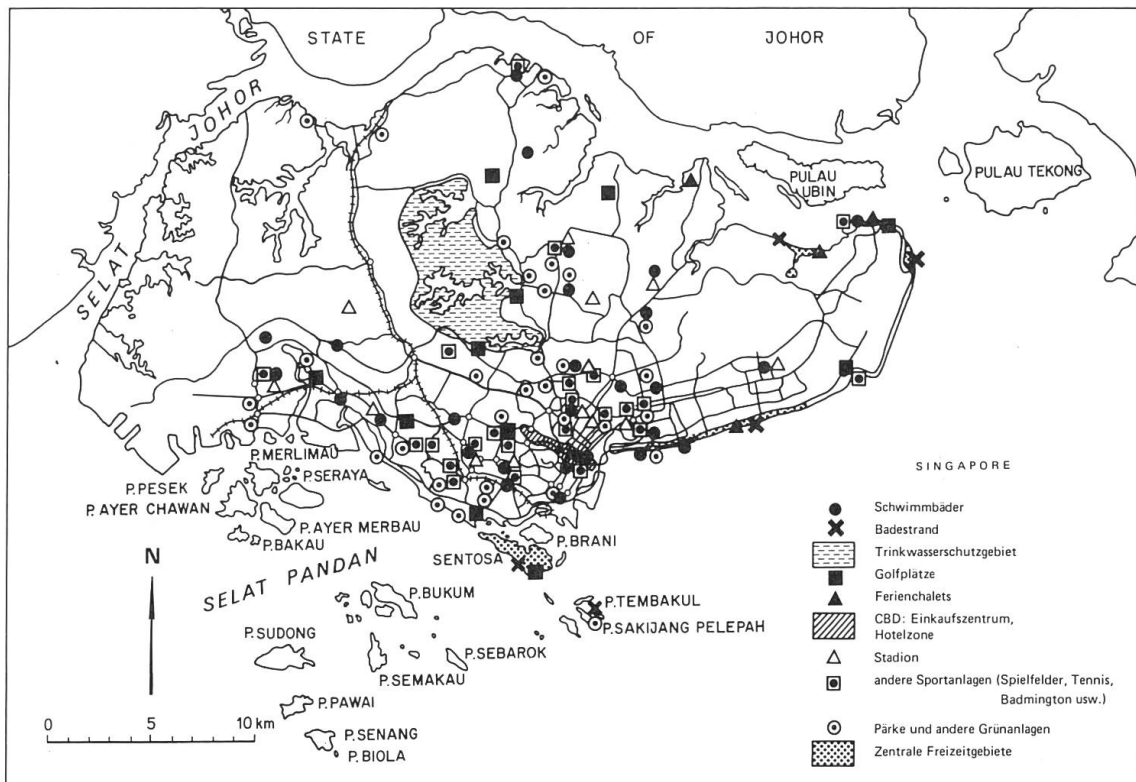 STATE OF JOHOR
SELAT JOHOR
PULAU UBIN
PULAU TEKONG
P.MERLIMAU
P.PESEK
P.SERAYA
P.AYER CHAWAN
P.AYER MERBAU
P.BAKAU
P.BRANI
SENTOSA
SELAT PANDAN
N
P.BUKUM
P.TEMBAKUL
P.SAKIJANG PELEPAH
P.SUDONG
P.SEBAROK
P.SEMAKAU
P.PAWAI
P.SENANG
P.BIOLA
0 5 10 km
SINGAPORE
Schwimmbäder
Badestrand
Trinkwasserschutzgebiet
Golfplätze
Ferienchalets
CBD: Einkaufszentrum,
Hotelzone
Stadion
andere Sportanlagen (Spielfelder, Tennis,
Badmington usw.)
Pärke und andere Grünanlagen
Zentrale Freizeitgebiete